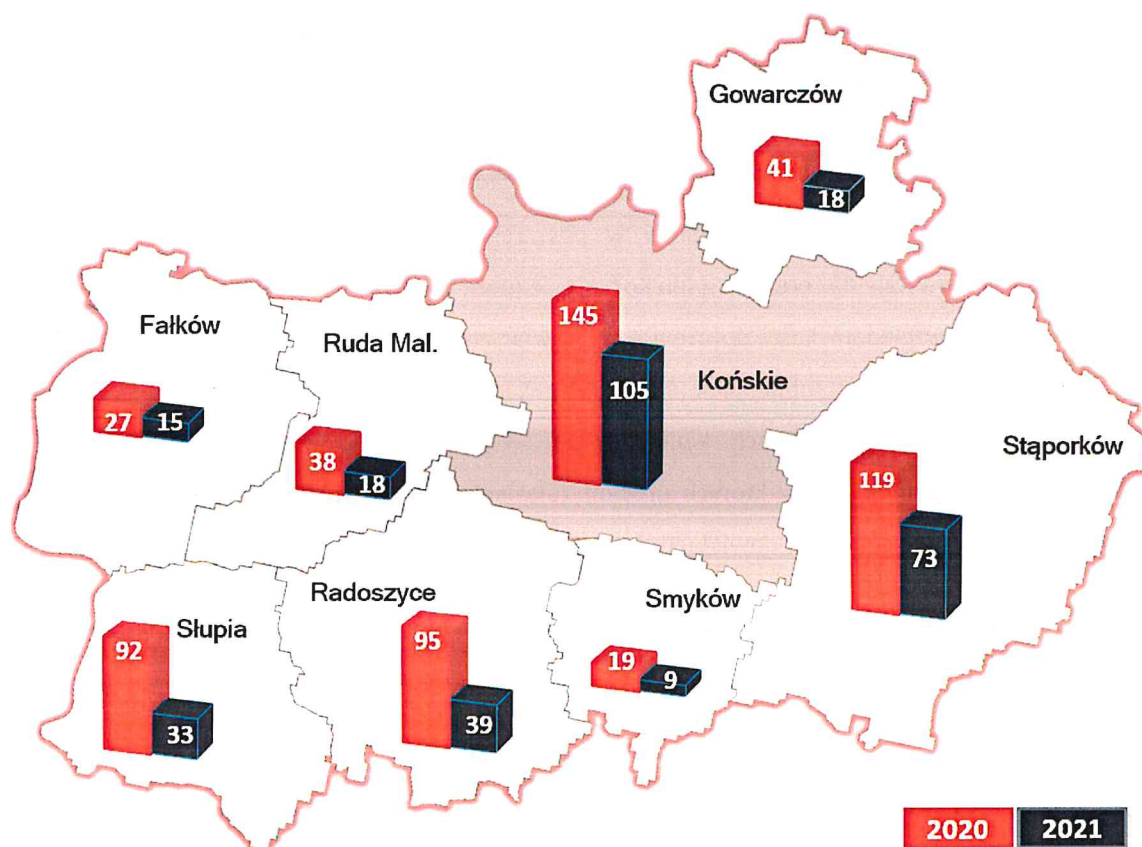 Gowarczów
41
18
Fałków
27
15
Ruda Mal.
38
18
145
105
Końskie
Stąporków
119
73
Słupia
92
33
Radoszyce
95
39
Smyków
19
9
2020
2021